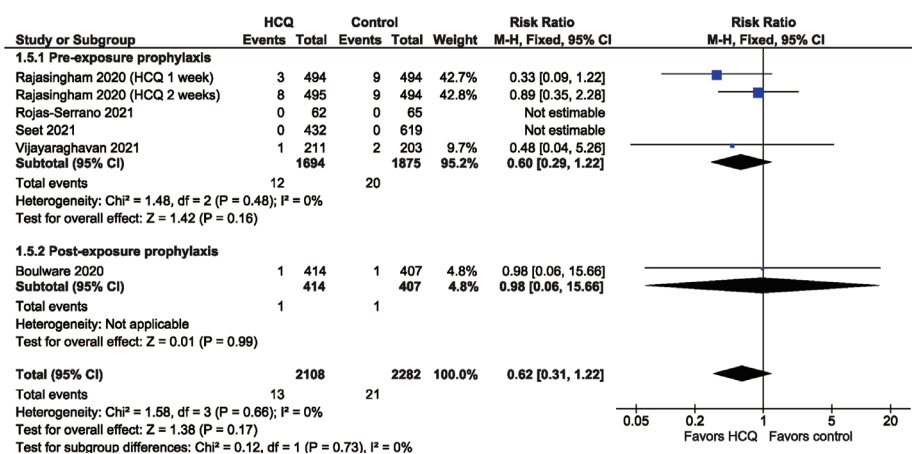 HCQ Control Risk Ratio Risk Ratio
Study or Subgroup Events Total Events Total Weight M-H, Fixed, 95% CI M-H, Fixed, 95% CI
1.5.1 Pre-exposure prophylaxis
Rajasingham 2020 (HCQ 1 week) 3 494 9 494 42.7% 0.33 [0.09, 1.22]
Rajasingham 2020 (HCQ 2 weeks) 8 495 9 494 42.8% 0.89 [0.35, 2.28]
Rojas-Serrano 2021 0 62 0 65 Not estimable
Seet 2021 0 432 0 619 Not estimable
Vijayaraghavan 2021 1 211 2 203 9.7% 0.48 [0.04, 5.26]
Subtotal (95% CI) 1694 1875 95.2% 0.60 [0.29, 1.22]
Total events 12 20
Heterogeneity: Chi² = 1.48, df = 2 (P = 0.48); I² = 0%
Test for overall effect: Z = 1.42 (P = 0.16)
1.5.2 Post-exposure prophylaxis
Boulware 2020 1 414 1 407 4.8% 0.98 [0.06, 15.66]
Subtotal (95% CI) 414 407 4.8% 0.98 [0.06, 15.66]
Total events 1 1
Heterogeneity: Not applicable
Test for overall effect: Z = 0.01 (P = 0.99)
Total (95% CI) 2108 2282 100.0% 0.62 [0.31, 1.22]
Total events 13 21
Heterogeneity: Chi² = 1.58, df = 3 (P = 0.66); I² = 0%
Test for overall effect: Z = 1.38 (P = 0.17)
Test for subgroup differences: Chi² = 0.12, df = 1 (P = 0.73), I² = 0%
0.05 0.2 1 5 20
Favors HCQ Favors control